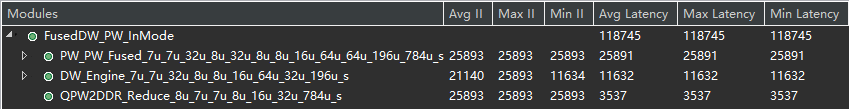 Modules Avg II Max II Min II Avg Latency Max Latency Min Latency
FusedDW_PW_InMode 118745 118745 118745
PW_PW_Fused_7u_7u_32u_8u_32u_8u_8u_16u_64u_64u_196u_784u_s 25893 25893 25893 25891 25891 25891
DW_Engine_7u_7u_32u_8u_8u_16u_64u_32u_196u_s 21140 25893 11634 11632 11632 11632
QPW2DDR_Reduce_8u_7u_7u_8u_16u_32u_784u_s 25893 25893 25893 3537 3537 3537